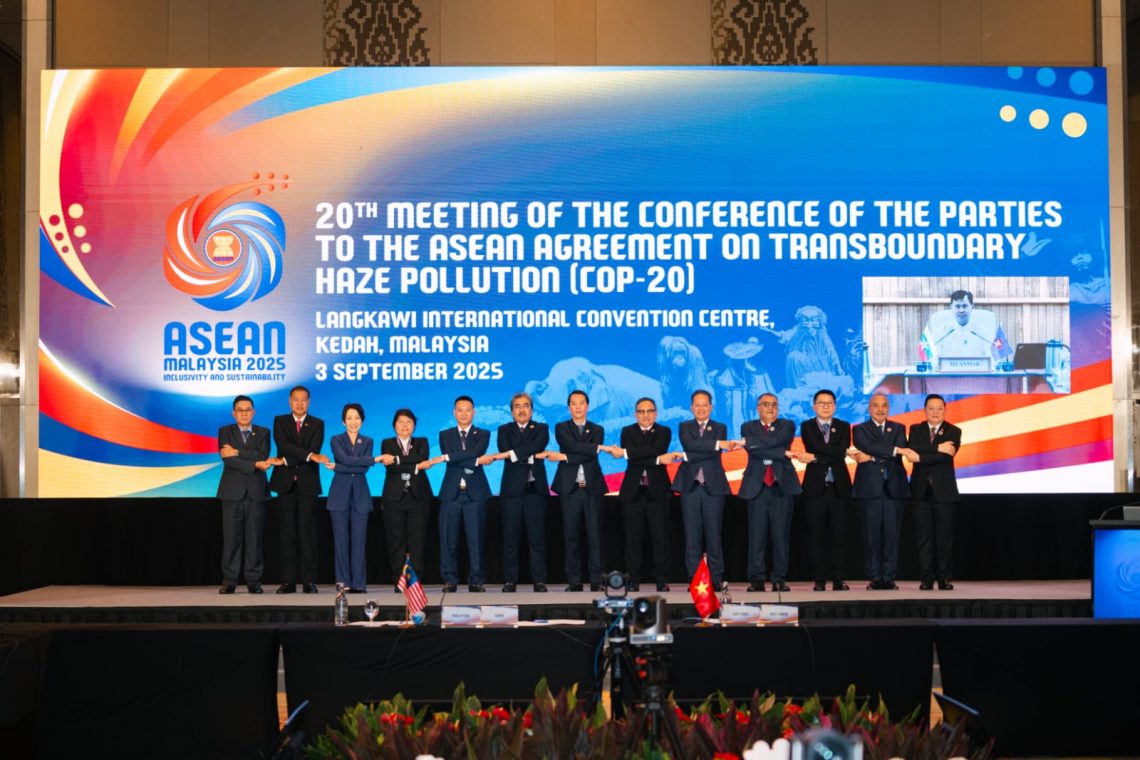 20TH MEETING OF THE CONFERENCE OF THE PARTIES
TO THE ASEAN AGREEMENT ON TRANSBOUNDARY
HAZE POLLUTION (COP-20)
LANGKAWI INTERNATIONAL CONVENTION CENTRE,
KEDAH, MALAYSIA
3 SEPTEMBER 2025
ASEAN
MALAYSIA 2025
INCLUSIVITY AND SUSTAINABILITY
MYANMAR